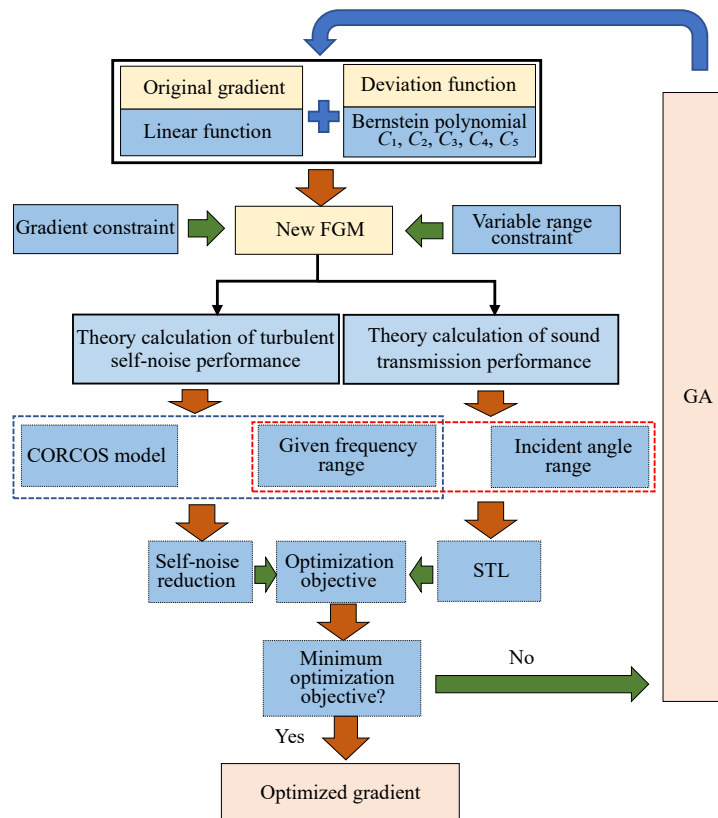 Original gradient
Linear function
Deviation function
Bernstein polynomial
C₁, C₂, C₃, C₄, C₅
Gradient constraint
New FGM
Variable range
constraint
Theory calculation of turbulent
self-noise performance
Theory calculation of sound
transmission performance
GA
CORCOS model
Given frequency
range
Incident angle
range
Self-noise
reduction
Optimization
objective
STL
Minimum
optimization
objective?
No
Yes
Optimized gradient